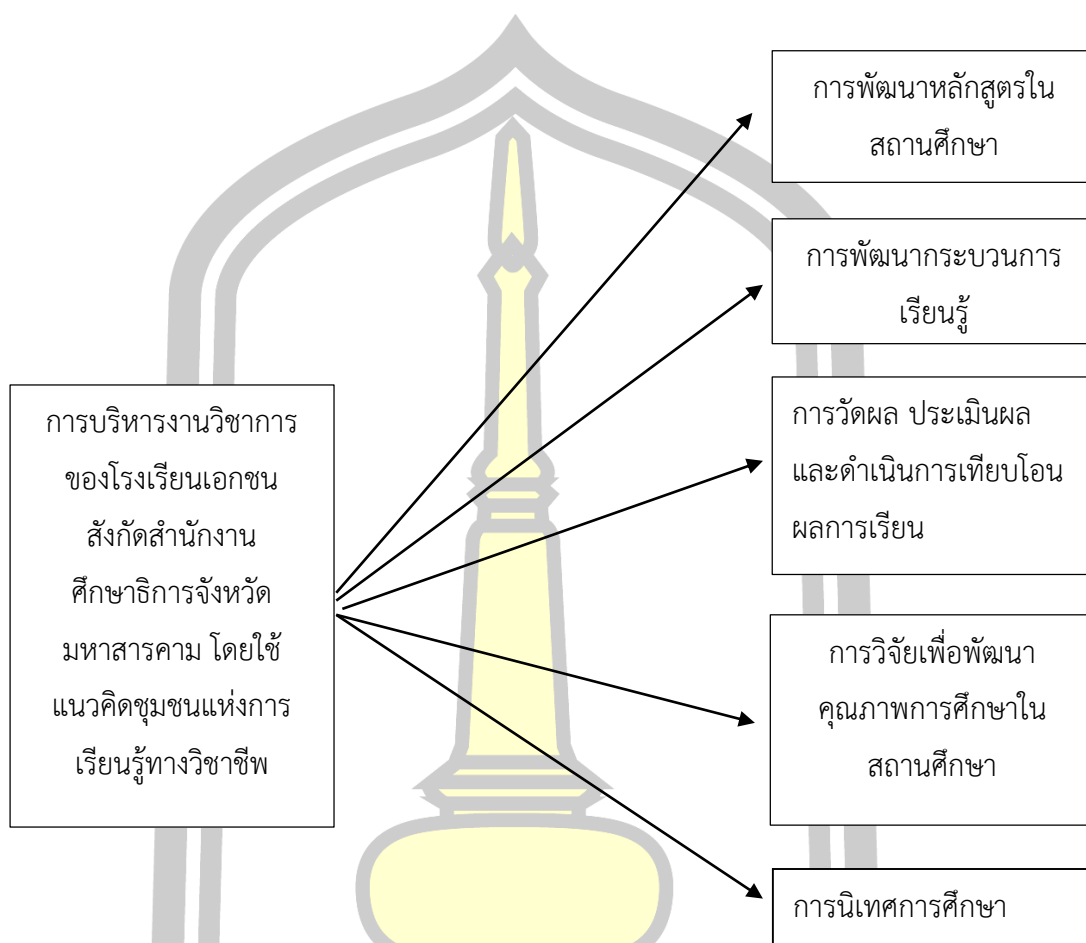 การบริหารงานวิชาการ
ของโรงเรียนเอกชน
สังกัดสำนักงาน
ศึกษาธิการจังหวัด
มหาสารคาม โดยใช้
แนวคิดชุมชนแห่งการ
เรียนรู้ทางวิชาชีพ
การพัฒนาหลักสูตรใน
สถานศึกษา
การพัฒนากระบวนการ
เรียนรู้
การวัดผล ประเมินผล
และดำเนินการเทียบโอน
ผลการเรียน
การวิจัยเพื่อพัฒนา
คุณภาพการศึกษาใน
สถานศึกษา
การนิเทศการศึกษา